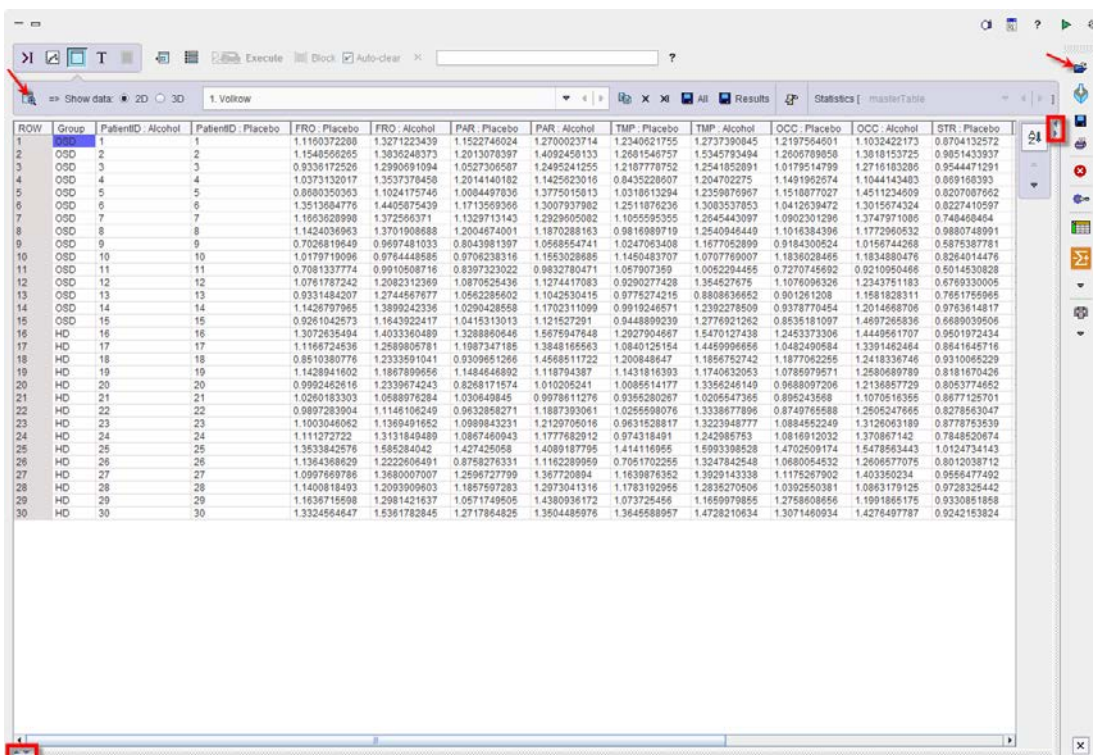 ?
T Execute Block Auto-clear ?
=> Show data: 2D 3D 1. Volkow All Results Statistics [ masterTable ]
ROW Group PatientID : Alcohol PatientID : Placebo FRO : Placebo FRO : Alcohol PAR : Placebo PAR : Alcohol TMP : Placebo TMP : Alcohol OCC : Placebo OCC : Alcohol STR : Placebo
1 OSD 1 1 1.1160372288 1.3271223439 1.1522746024 1.2700023714 1.2340621755 1.2737390845 1.2197564601 1.1032422173 0.8704132572
2 OSD 2 2 1.1548566265 1.3836248373 1.2013078397 1.4092458133 1.2681546757 1.5345793494 1.2606789858 1.3818153725 0.9851433937
3 OSD 3 3 0.9336172526 1.2990691094 1.0527306587 1.2495241255 1.2187778752 1.2541852891 1.0179514799 1.2716183286 0.9544471291
4 OSD 4 4 1.0373132017 1.3537378458 1.2014140182 1.1425623016 0.8435228607 1.204702275 1.1491962674 1.1044143483 0.869168393
5 OSD 5 5 0.8680350363 1.1024175746 1.0084497836 1.3775015813 1.0318613294 1.2359876967 1.1518877027 1.4511234609 0.8207087662
6 OSD 6 6 1.3513684776 1.4405875439 1.1713569366 1.3007937982 1.2511876236 1.3083537853 1.0412639472 1.3015674324 0.8227410597
7 OSD 7 7 1.1663628998 1.372566371 1.1329713143 1.2929605082 1.1055595355 1.2645443097 1.0902301296 1.3747971086 0.748468464
8 OSD 8 8 1.1424036963 1.3701908688 1.2004674001 1.1870288163 0.9816989719 1.2540946449 1.1016384396 1.1772960532 0.9880748991
9 OSD 9 9 0.7026819649 0.9697481033 0.8043981397 1.0568554741 1.0247063408 1.1677052899 0.9184300524 1.0156744268 0.5875387781
10 OSD 10 10 1.0179719096 0.9764448585 0.9706238316 1.1553028685 1.1450483707 1.0707769007 1.1836028465 1.1834880476 0.8264014476
11 OSD 11 11 0.7081337774 0.9910508716 0.8397323022 0.9832780471 1.057907359 1.0052294455 0.7270745692 0.9210950466 0.5014530828
12 OSD 12 12 1.0761787242 1.2082312369 1.0870525436 1.1274417083 0.9290277428 1.354527675 1.1076096326 1.2343751183 0.6769330005
13 OSD 13 13 0.9331484207 1.2744567677 1.0562285602 1.1042530415 0.9775274215 0.8808636652 0.901261208 1.1581828311 0.7651755965
14 OSD 14 14 1.1426797965 1.3899242336 1.0290428558 1.1702311099 0.9919246571 1.2392278509 0.9378770454 1.2014668706 0.9763614817
15 OSD 15 15 0.9261042573 1.1643922417 1.0415313013 1.121527291 0.9448899239 1.2776921262 0.8535181097 1.4697265836 0.6689039506
16 HD 16 16 1.3072635494 1.4033360489 1.3288860646 1.5675947648 1.2927904667 1.5470127438 1.2453373306 1.4449561707 0.9501972434
17 HD 17 17 1.1166724536 1.2589805781 1.1987347185 1.3848165563 1.0840125154 1.4459996656 1.0482490584 1.3391462464 0.8641645716
18 HD 18 18 0.8510380776 1.2333591041 0.9309651266 1.4568511722 1.200848647 1.1856752742 1.1877062255 1.2418336746 0.9310065229
19 HD 19 19 1.1428941602 1.1867899656 1.1484646892 1.118794387 1.1431816393 1.1740632053 1.0785979571 1.2580689789 0.8181670426
20 HD 20 20 0.9992462616 1.2339674243 0.8268171574 1.010205241 1.0085514177 1.3356246149 0.9688097206 1.2136857729 0.8053774652
21 HD 21 21 1.0260183303 1.0588976284 1.030649845 0.9978611276 0.9355280267 1.0205547365 0.895243568 1.1070516355 0.8677125701
22 HD 22 22 0.9897283904 1.1146106249 0.9632858271 1.1887393061 1.0255598076 1.3338677896 0.8749765588 1.2505247665 0.8278563047
23 HD 23 23 1.1003046062 1.1369491652 1.0989843231 1.2129705016 0.9631528817 1.3223948777 1.0884552249 1.3126063189 0.8778753539
24 HD 24 24 1.111272722 1.3131849489 1.0867460943 1.1777682912 0.974318491 1.242985753 1.0816912032 1.370867142 0.7848520674
25 HD 25 25 1.3533842576 1.585284042 1.427425058 1.4089187795 1.414116955 1.5993398528 1.4702509174 1.5478563443 1.0124734143
26 HD 26 26 1.1364368629 1.2222606491 0.8758276331 1.1162289959 0.7051702255 1.3247842548 1.0680054532 1.2606577075 0.8012038712
27 HD 27 27 1.0997669786 1.3680007007 1.2596727799 1.367720894 1.1639876352 1.3929143338 1.1175267902 1.403350234 0.9556477492
28 HD 28 28 1.1400818493 1.2093909603 1.1857597283 1.2973041316 1.1783192955 1.2835270506 1.0392550381 1.0863179125 0.9728325442
29 HD 29 29 1.1636715598 1.2981421637 1.0571749505 1.4380936172 1.073725456 1.1659979855 1.2758608656 1.1991865175 0.9330851858
30 HD 30 30 1.3324564647 1.5361782845 1.2717864825 1.3504485976 1.3645588957 1.4728210634 1.3071460934 1.4276497787 0.9242153824